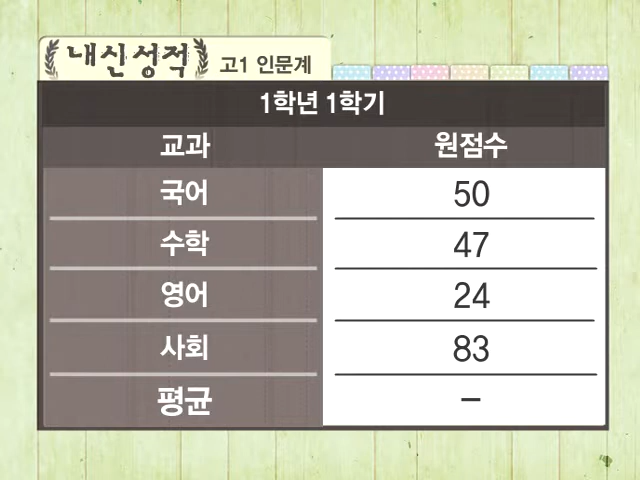 내신성적 고1 인문계
1학년 1학기
교과 원점수
국어 50
수학 47
영어 24
사회 83
평균 –